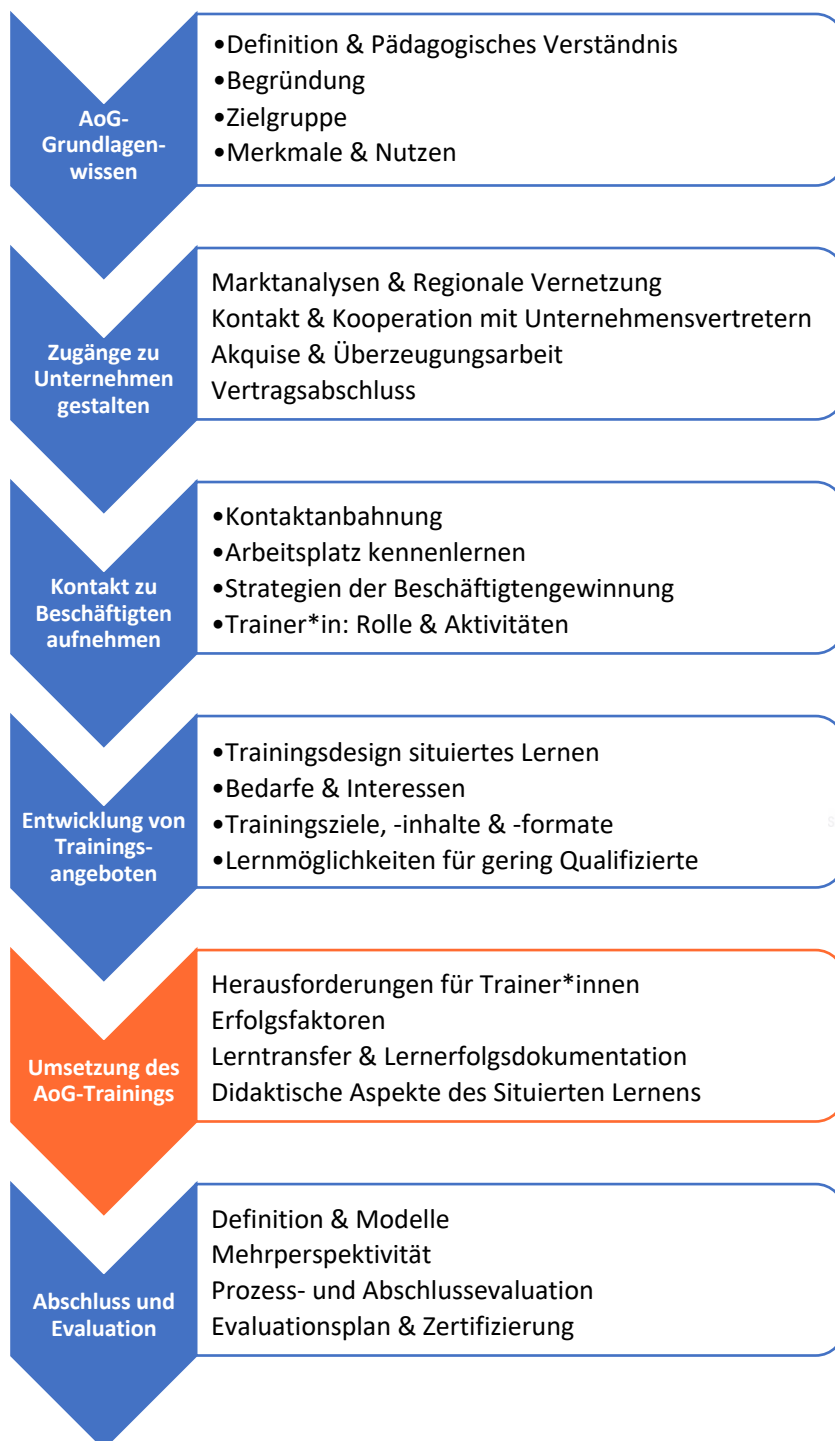 AoG-
Grundlagen-
wissen
•Definition & Pädagogisches Verständnis
•Begründung
•Zielgruppe
•Merkmale & Nutzen
Zugänge zu
Unternehmen
gestalten
Marktanalysen & Regionale Vernetzung
Kontakt & Kooperation mit Unternehmensvertretern
Akquise & Überzeugungsarbeit
Vertragsabschluss
Kontakt zu
Beschäftigten
aufnehmen
•Kontaktanbahnung
•Arbeitsplatz kennenlernen
•Strategien der Beschäftigtengewinnung
•Trainer*in: Rolle & Aktivitäten
Entwicklung von
Trainings-
angeboten
•Trainingsdesign situiertes Lernen
•Bedarfe & Interessen
•Trainingsziele, -inhalte & -formate
•Lernmöglichkeiten für gering Qualifizierte
Umsetzung des
AoG-Trainings
Herausforderungen für Trainer*innen
Erfolgsfaktoren
Lerntransfer & Lernerfolgsdokumentation
Didaktische Aspekte des Situierten Lernens
Abschluss und
Evaluation
Definition & Modelle
Mehrperspektivität
Prozess- und Abschlussevaluation
Evaluationsplan & Zertifizierung